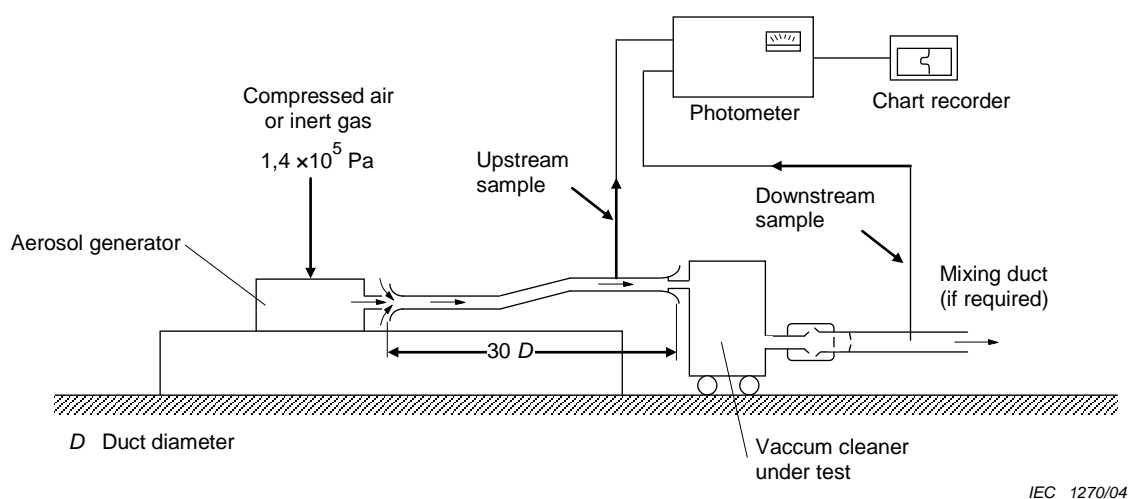 Compressed air
or inert gas
1,4 ×10⁵ Pa
Photometer
Chart recorder
Upstream
sample
Downstream
sample
Aerosol generator
Mixing duct
(if required)
30 D
D Duct diameter
Vaccum cleaner
under test
IEC 1270/04